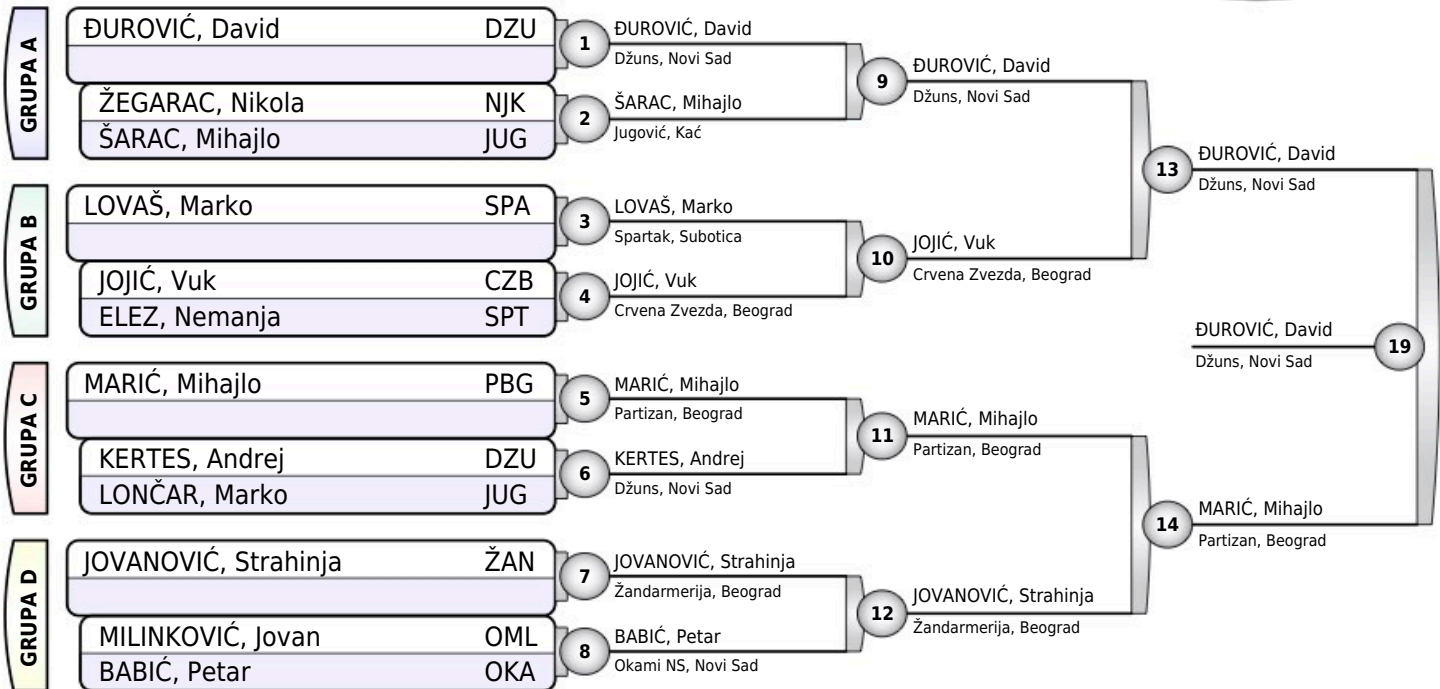 GRUPA A
ĐUROVIĆ, David DZU
ŽEGARAC, Nikola NJK
ŠARAC, Mihajlo JUG
GRUPA B
LOVAŠ, Marko SPA
JOJIĆ, Vuk CZB
ELEZ, Nemanja SPT
GRUPA C
MARIĆ, Mihajlo PBG
KERTES, Andrej DZU
LONČAR, Marko JUG
GRUPA D
JOVANOVIĆ, Strahinja ŽAN
MILINKOVIĆ, Jovan OML
BABIĆ, Petar OKA
1
ĐUROVIĆ, David
Džuns, Novi Sad
2
ŠARAC, Mihajlo
Jugović, Kać
3
LOVAŠ, Marko
Spartak, Subotica
4
JOJIĆ, Vuk
Crvena Zvezda, Beograd
5
MARIĆ, Mihajlo
Partizan, Beograd
6
KERTES, Andrej
Džuns, Novi Sad
7
JOVANOVIĆ, Strahinja
Žandarmerija, Beograd
8
BABIĆ, Petar
Okami NS, Novi Sad
9
ĐUROVIĆ, David
Džuns, Novi Sad
10
JOJIĆ, Vuk
Crvena Zvezda, Beograd
11
MARIĆ, Mihajlo
Partizan, Beograd
12
JOVANOVIĆ, Strahinja
Žandarmerija, Beograd
13
ĐUROVIĆ, David
Džuns, Novi Sad
14
MARIĆ, Mihajlo
Partizan, Beograd
ĐUROVIĆ, David
Džuns, Novi Sad
19